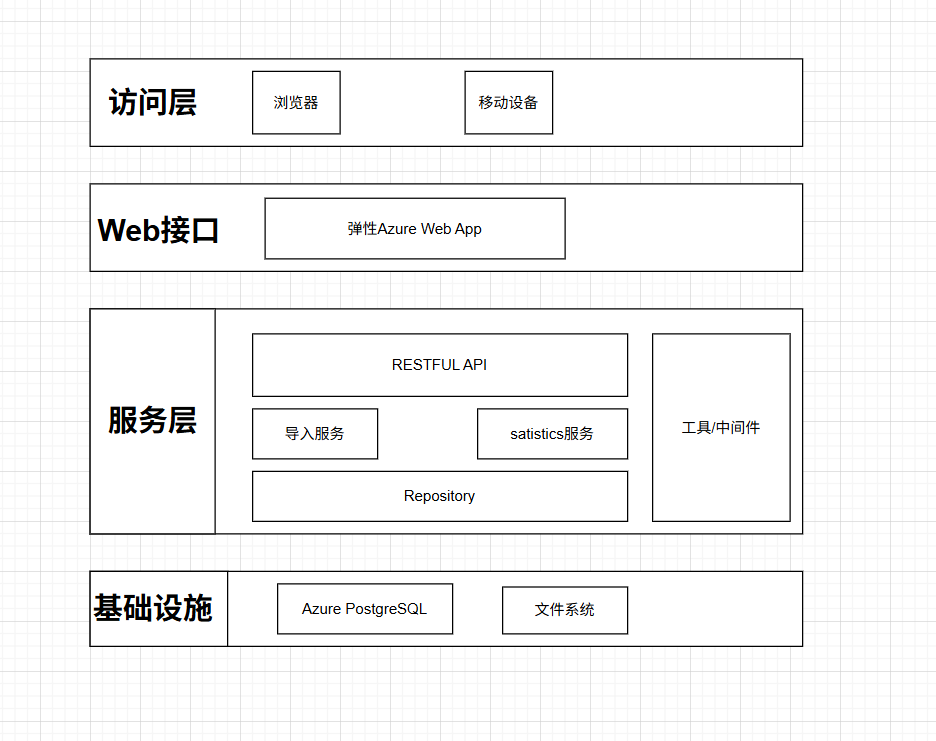 访问层
浏览器
移动设备
Web接口
弹性Azure Web App
服务层
RESTFUL API
导入服务
satistics服务
Repository
工具/中间件
基础设施
Azure PostgreSQL
文件系统